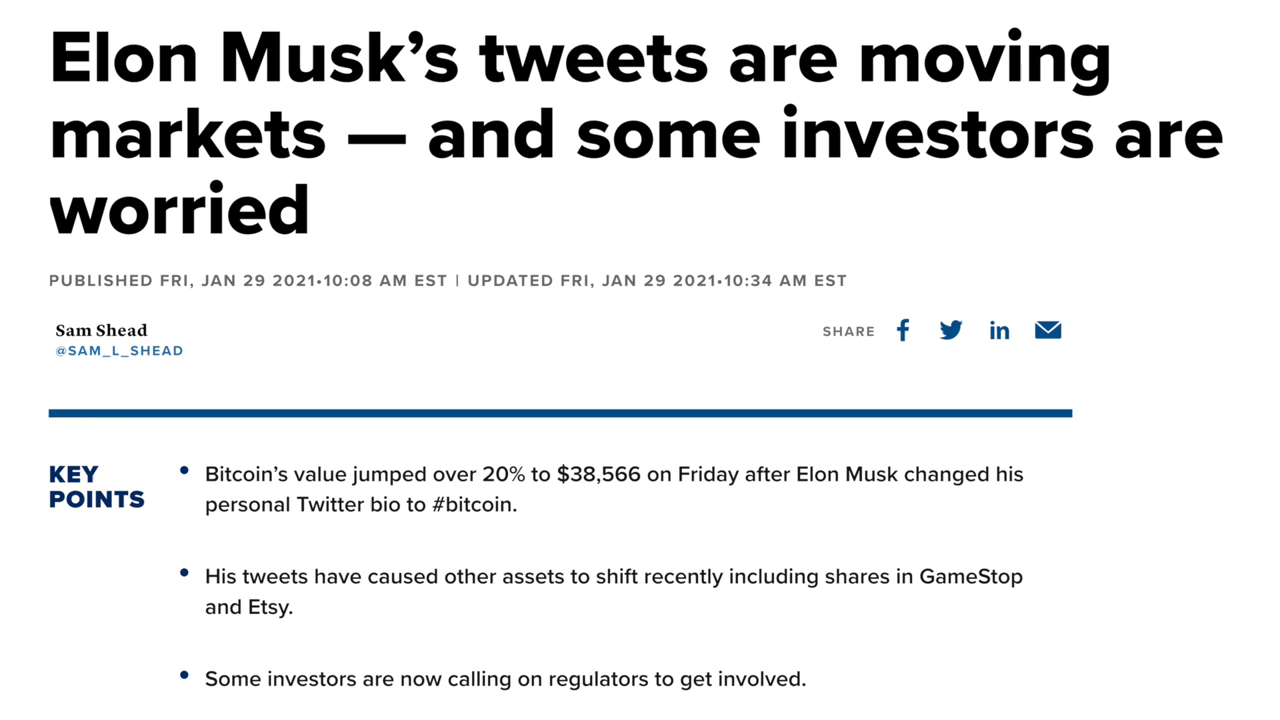 Elon Musk’s tweets are moving
markets — and some investors are
worried
PUBLISHED FRI, JAN 29 2021•10:08 AM EST | UPDATED FRI, JAN 29 2021•10:34 AM EST
Sam Shead
@SAM_L_SHEAD
SHARE
KEY
POINTS
• Bitcoin’s value jumped over 20% to $38,566 on Friday after Elon Musk changed his
personal Twitter bio to #bitcoin.
• His tweets have caused other assets to shift recently including shares in GameStop
and Etsy.
• Some investors are now calling on regulators to get involved.